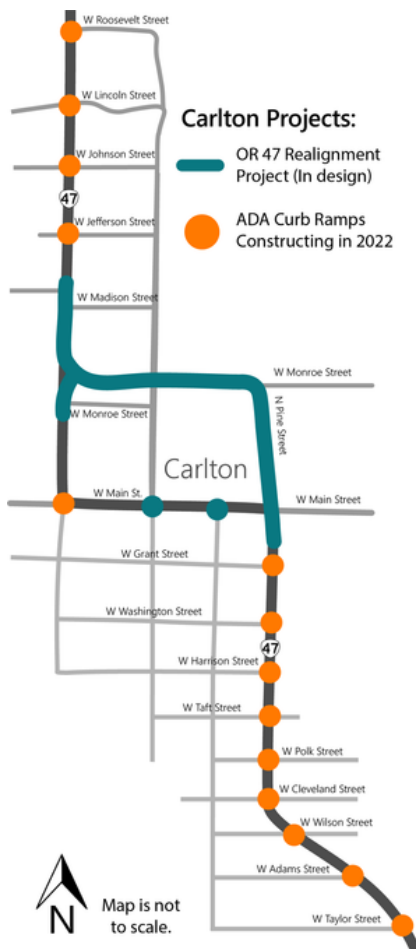 W Roosevelt Street
W Lincoln Street
Carlton Projects:
W Johnson Street
OR 47 Realignment
Project (In design)
47
W Jefferson Street
ADA Curb Ramps
Constructing in 2022
W Madison Street
W Monroe Street
N Pine Street
W Monroe Street
Carlton
W Main St.
W Main Street
W Grant Street
W Washington Street
47
W Harrison Street
W Taft Street
W Polk Street
W Cleveland Street
W Wilson Street
W Adams Street
N
Map is not
to scale.
W Taylor Street